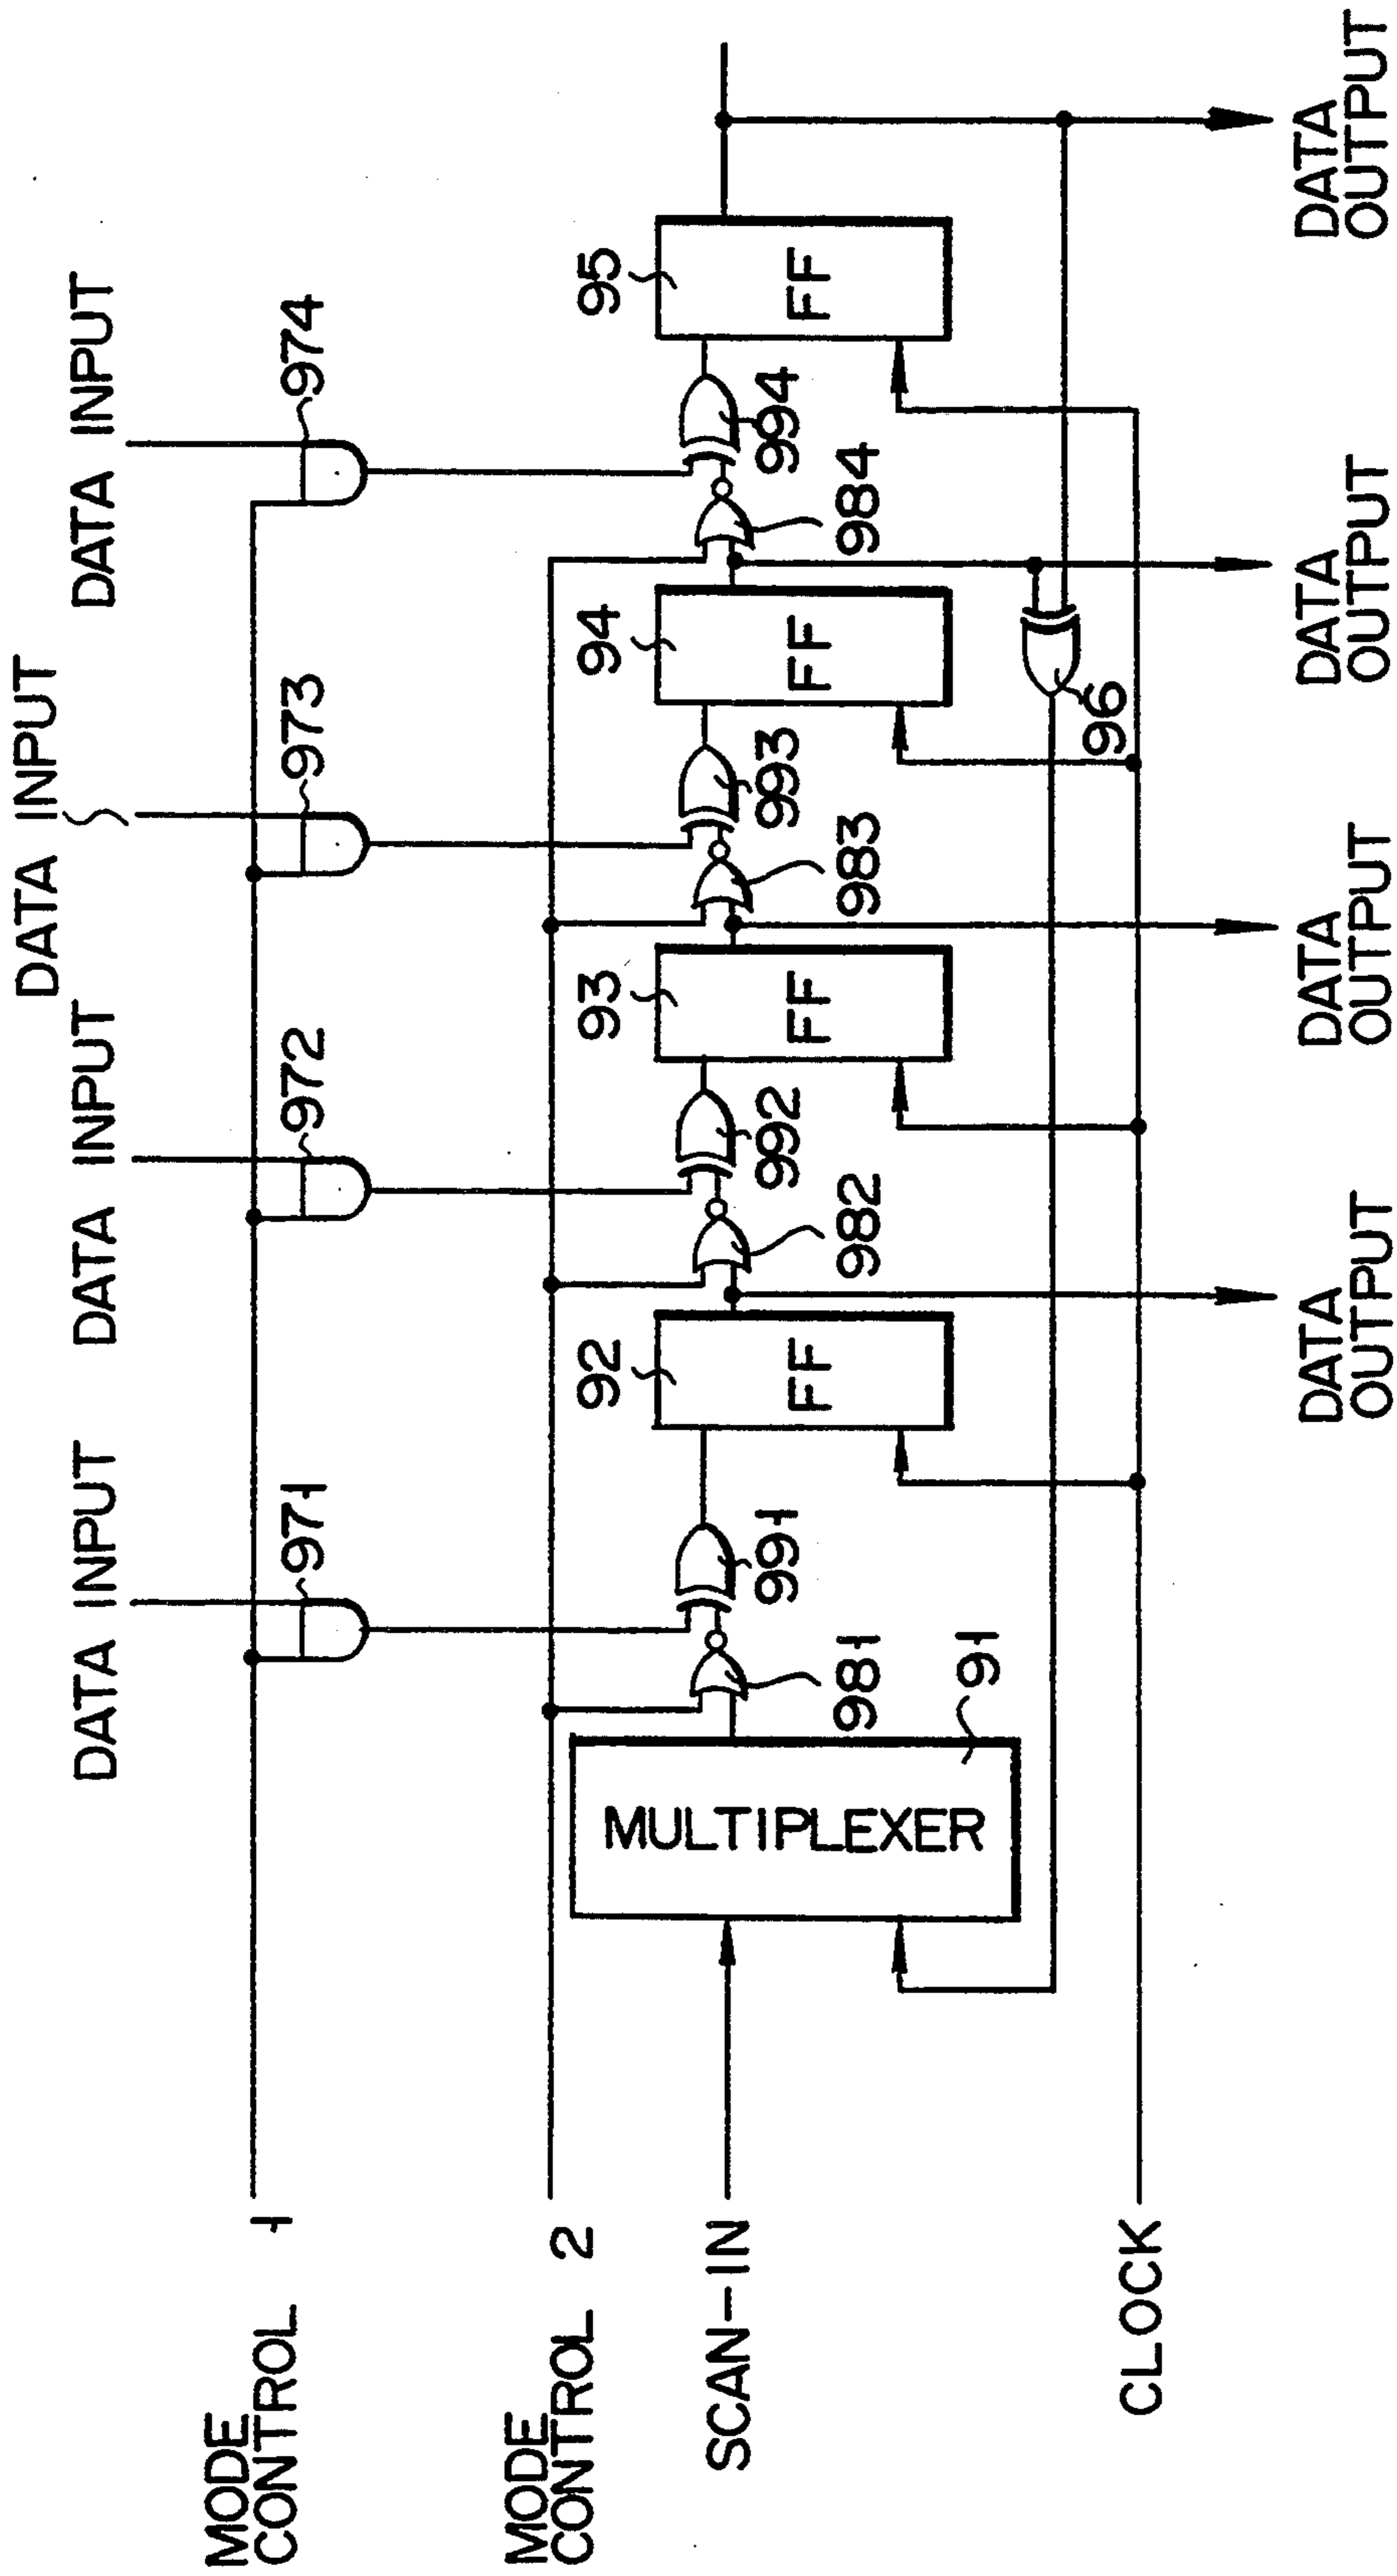 DATA INPUT
DATA INPUT
DATA INPUT
DATA INPUT
MODE
CONTROL 1
971
972
973
974
MODE
CONTROL 2
92
93
94
95
SCAN-IN
MULTIPLEXER
991
992
993
994
FF
FF
FF
FF
981
982
983
984
91
96
CLOCK
DATA
OUTPUT
DATA
OUTPUT
DATA
OUTPUT
DATA
OUTPUT